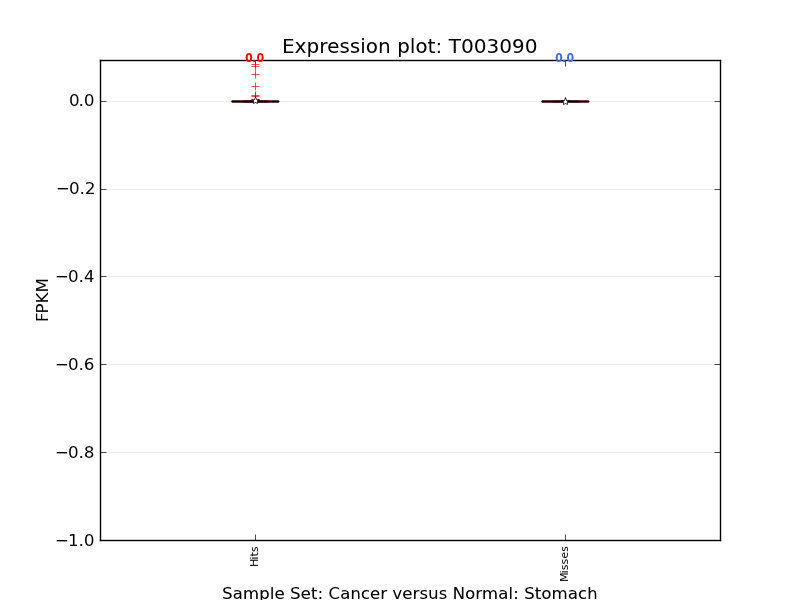 Expression plot: T003090
0.0
0.0
0.0
−0.2
−0.4
−0.6
−0.8
−1.0
FPKM
Hits
Misses
Sample Set: Cancer versus Normal: Stomach